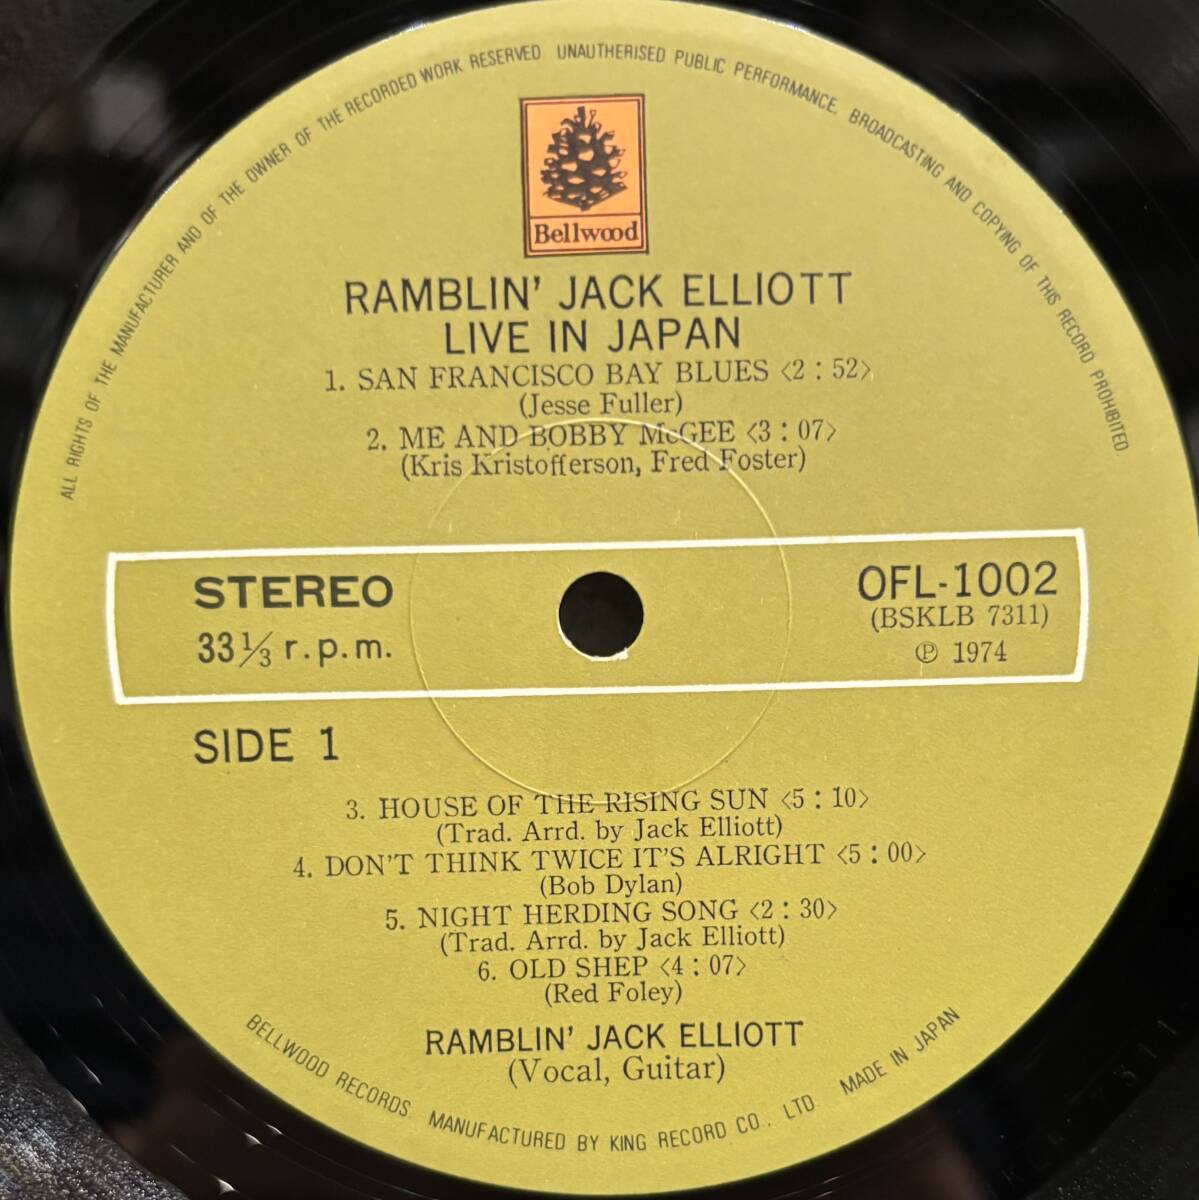 ALL RIGHTS OF THE MANUFACTURER AND OF THE OWNER OF THE RECORDED WORK RESERVED. UNAUTHERISED PUBLIC PERFORMANCE, BROADCASTING AND COPYING OF THIS RECORD PROHIBITED
Bellwood
RAMBLIN' JACK ELLIOTT
LIVE IN JAPAN
1. SAN FRANCISCO BAY BLUES 〈2 : 52〉
(Jesse Fuller)
2. ME AND BOBBY McGEE 〈3 : 07〉
(Kris Kristofferson, Fred Foster)
STEREO
33⅓ r.p.m.
OFL-1002
(BSKLB 7311)
℗ 1974
SIDE 1
3. HOUSE OF THE RISING SUN 〈5 : 10〉
(Trad. Arrd. by Jack Elliott)
4. DON'T THINK TWICE IT'S ALRIGHT 〈5 : 00〉
(Bob Dylan)
5. NIGHT HERDING SONG 〈2 : 30〉
(Trad. Arrd. by Jack Elliott)
6. OLD SHEP 〈4 : 07〉
(Red Foley)
RAMBLIN' JACK ELLIOTT
(Vocal, Guitar)
BELLWOOD RECORDS MANUFACTURED BY KING RECORD CO., LTD. MADE IN JAPAN